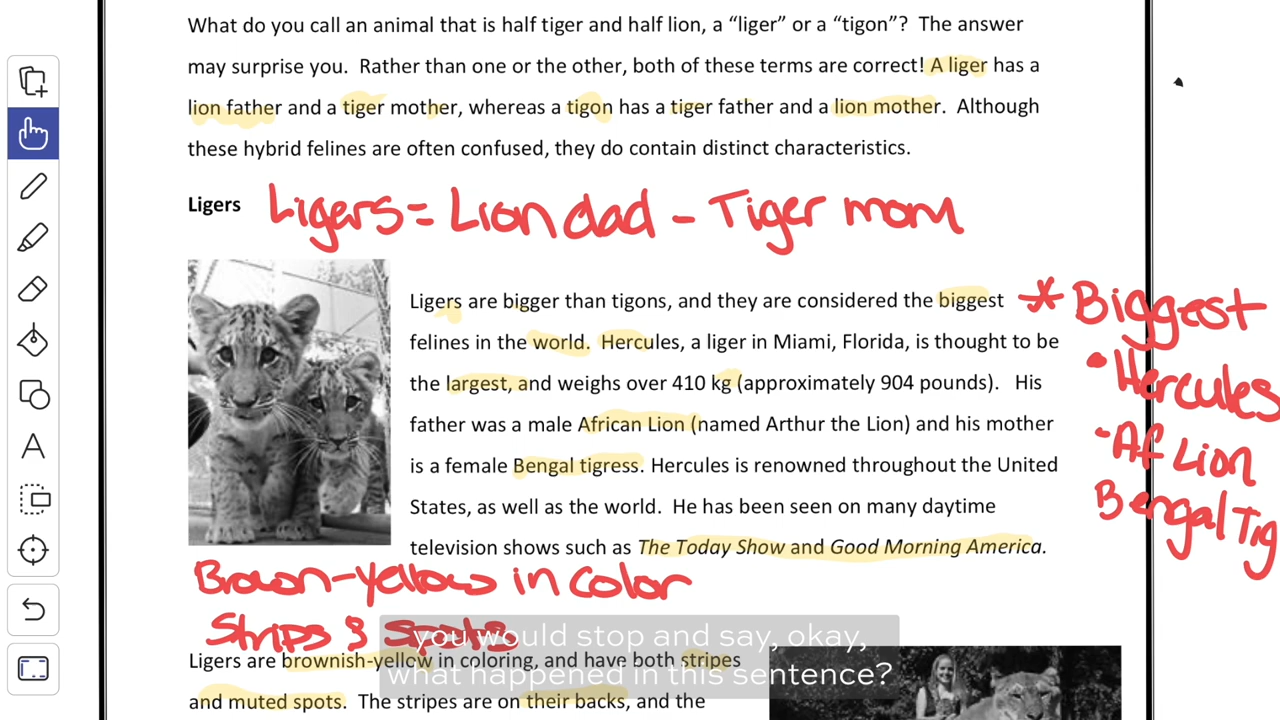 What do you call an animal that is half tiger and half lion, a “liger” or a “tigon”? The answer
may surprise you. Rather than one or the other, both of these terms are correct! A liger has a
lion father and a tiger mother, whereas a tigon has a tiger father and a lion mother. Although
these hybrid felines are often confused, they do contain distinct characteristics.
Ligers
Ligers = Lion dad - Tiger mom
Ligers are bigger than tigons, and they are considered the biggest
felines in the world. Hercules, a liger in Miami, Florida, is thought to be
the largest, and weighs over 410 kg (approximately 904 pounds). His
father was a male African Lion (named Arthur the Lion) and his mother
is a female Bengal tigress. Hercules is renowned throughout the United
States, as well as the world. He has been seen on many daytime
television shows such as The Today Show and Good Morning America.
* Biggest
• Hercules
• Af Lion
Bengal Tig
Brown-yellow in color
Strips & Spots
you would stop and say, okay,
what happened in this sentence?
Ligers are brownish-yellow in coloring, and have both stripes
and muted spots. The stripes are on their backs, and the
A